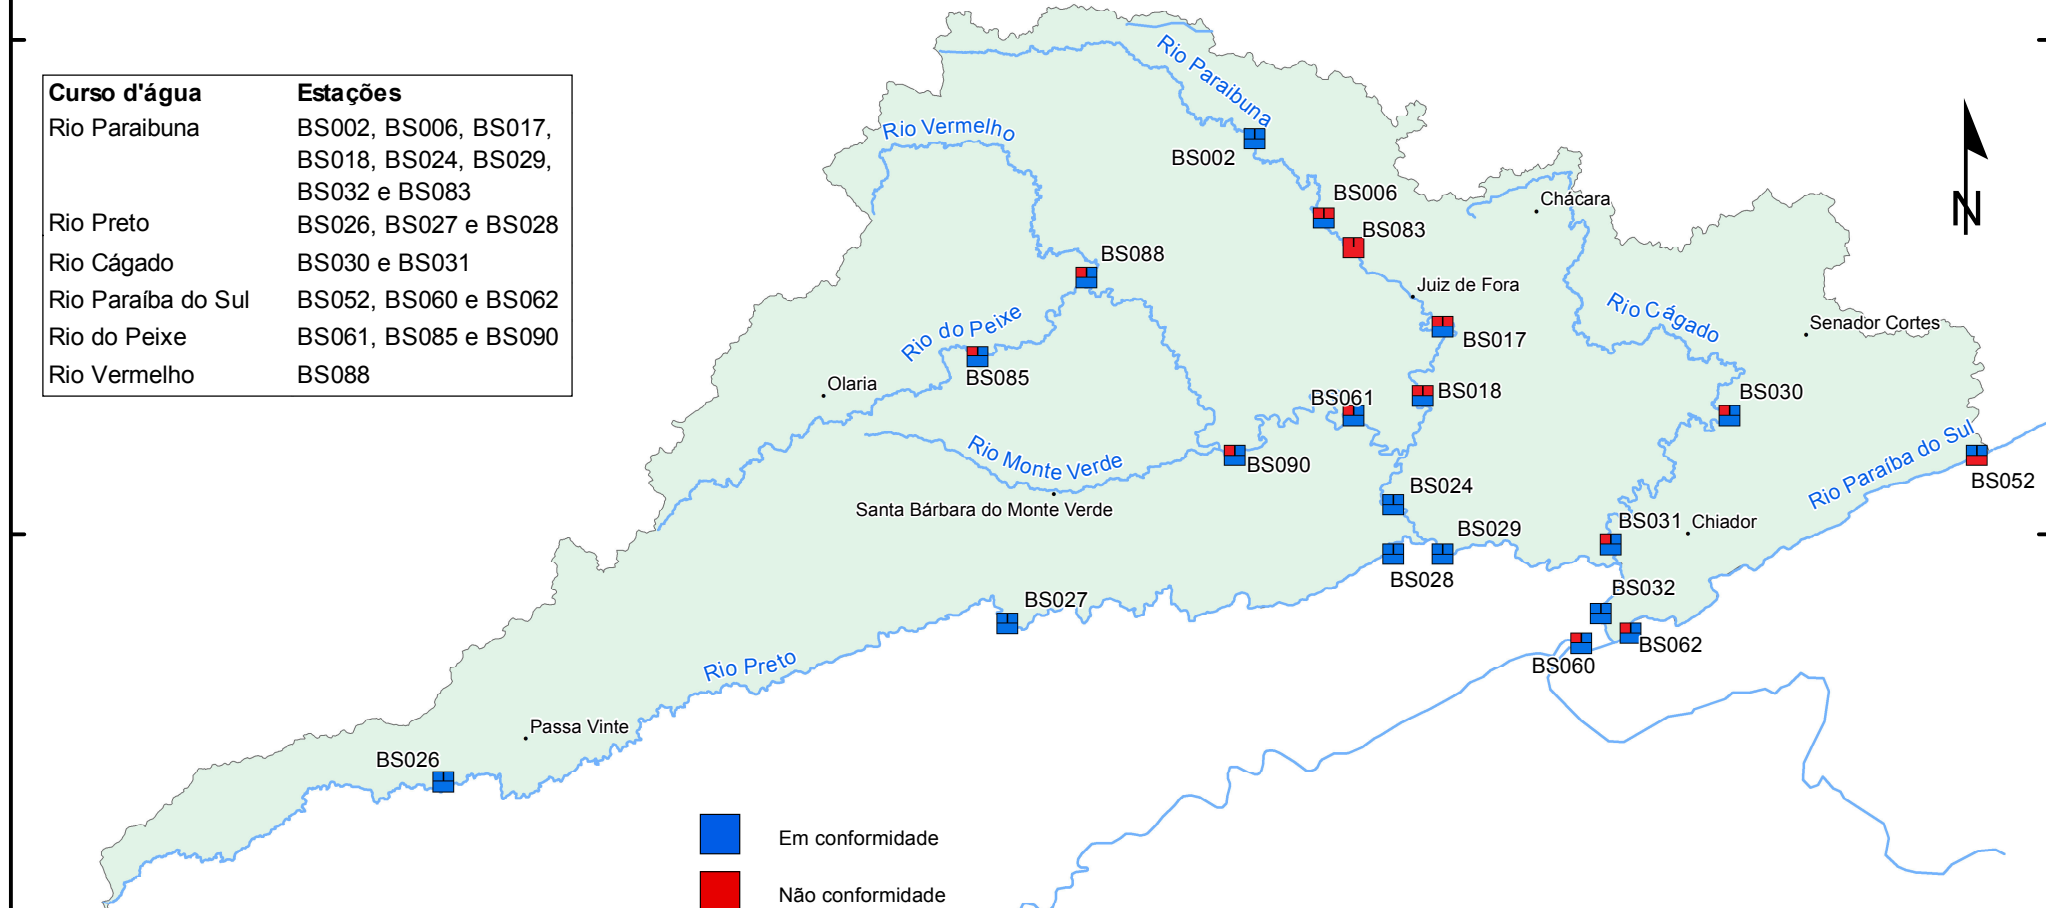 Curso d'água Estações
Rio Paraibuna BS002, BS006, BS017,
BS018, BS024, BS029,
BS032 e BS083
Rio Preto BS026, BS027 e BS028
Rio Cágado BS030 e BS031
Rio Paraíba do Sul BS052, BS060 e BS062
Rio do Peixe BS061, BS085 e BS090
Rio Vermelho BS088
Rio Paraibuna
Rio Vermelho
BS002
N
BS006
Chácara
BS083
BS088
Juiz de Fora
Rio Cágado
Rio do Peixe
Senador Cortes
BS017
BS085
Olaria
BS018
BS061
BS030
Rio Monte Verde
BS090
Rio Paraíba do Sul
BS052
BS024
Santa Bárbara do Monte Verde
BS031
Chiador
BS029
BS028
BS032
BS027
BS062
BS060
Rio Preto
Passa Vinte
BS026
Em conformidade
Não conformidade